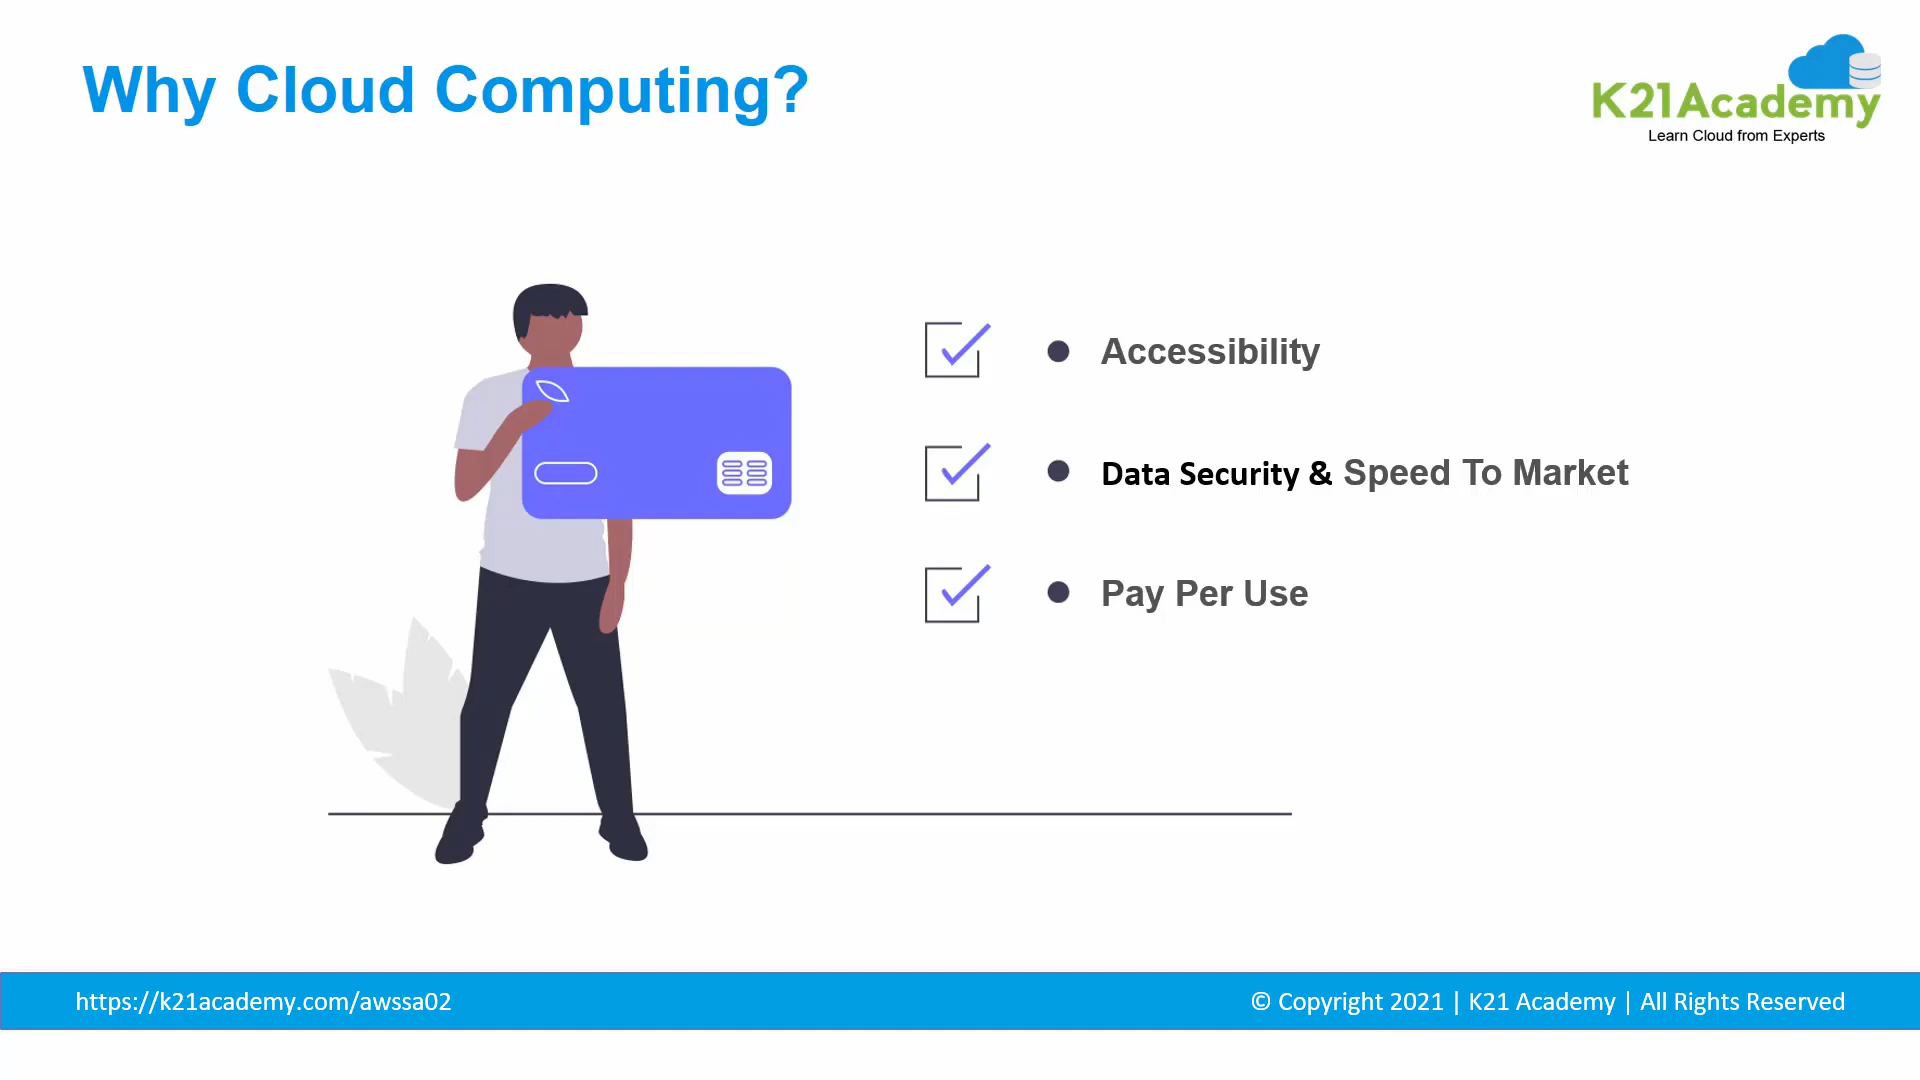 Why Cloud Computing?
K21Academy
Learn Cloud from Experts
Accessibility
Data Security & Speed To Market
Pay Per Use
https://k21academy.com/awssa02
© Copyright 2021 | K21 Academy | All Rights Reserved